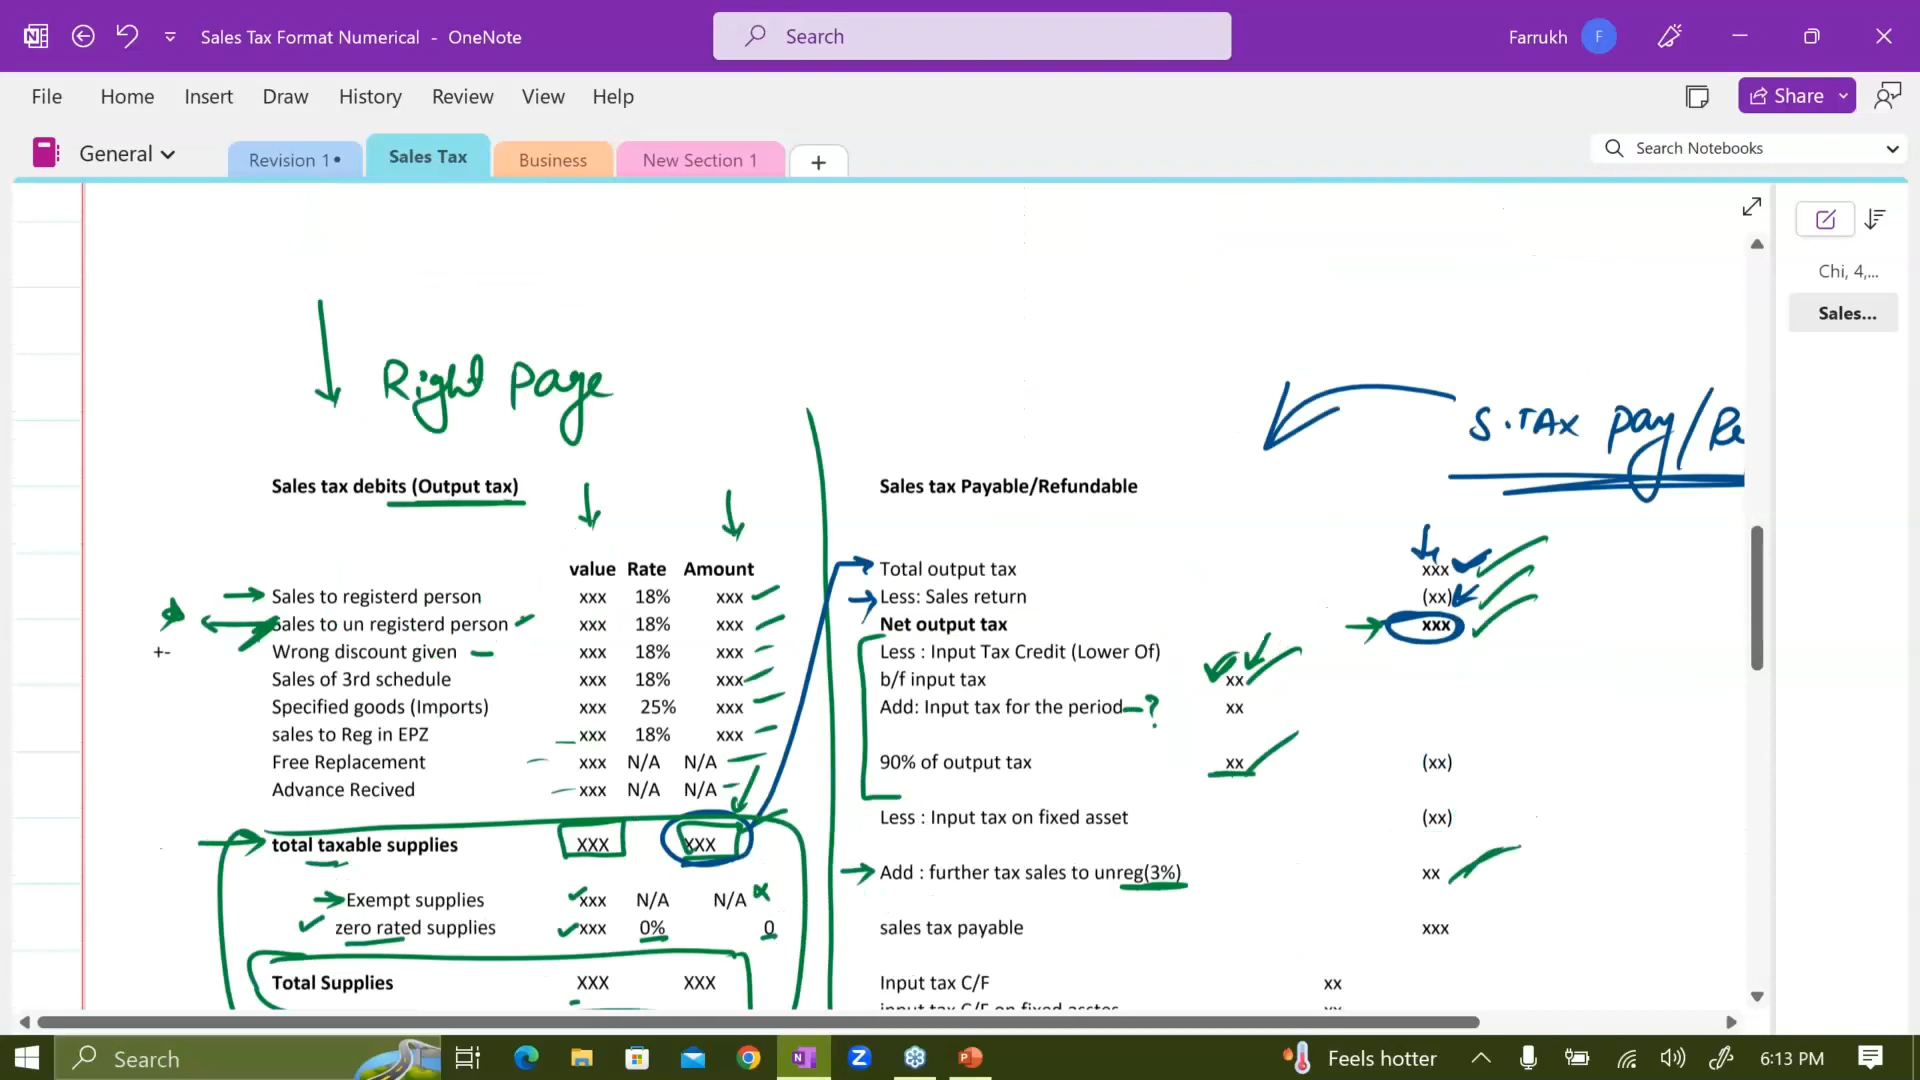 Sales Tax Format Numerical - OneNote
Search
Farrukh
F
File Home Insert Draw History Review View Help
Share
General
Revision 1
Sales Tax
Business
New Section 1
+
Search Notebooks
Chi, 4,...
Sales...
Right Page
S.TAX Pay/Re
Sales tax debits (Output tax)
value Rate Amount
Sales to registerd person xxx 18% xxx
Sales to un registerd person xxx 18% xxx
+- Wrong discount given xxx 18% xxx
Sales of 3rd schedule xxx 18% xxx
Specified goods (Imports) xxx 25% xxx
sales to Reg in EPZ xxx 18% xxx
Free Replacement xxx N/A N/A
Advance Recived xxx N/A N/A
total taxable supplies XXX XXX
Exempt supplies xxx N/A N/A
zero rated supplies xxx 0% 0
Total Supplies XXX XXX
Sales tax Payable/Refundable
Total output tax xxx
Less: Sales return (xx)
Net output tax xxx
Less : Input Tax Credit (Lower Of)
b/f input tax xx
Add: Input tax for the period - ? xx
90% of output tax xx (xx)
Less : Input tax on fixed asset (xx)
Add : further tax sales to unreg(3%) xx
sales tax payable xxx
Input tax C/F xx
input tax C/F on fixed asstes
Search
Feels hotter
6:13 PM